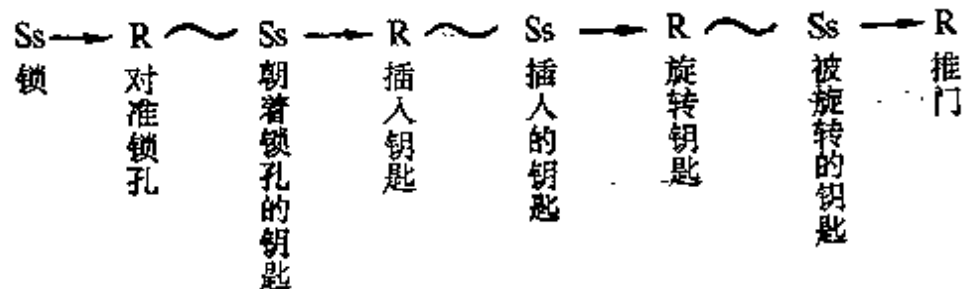 Ss → R ~ Ss → R ~ Ss → R ~ Ss → R
锁
对准锁孔
朝着锁孔的钥匙
插入钥匙
插入的钥匙
旋转钥匙
被旋转的钥匙
推门